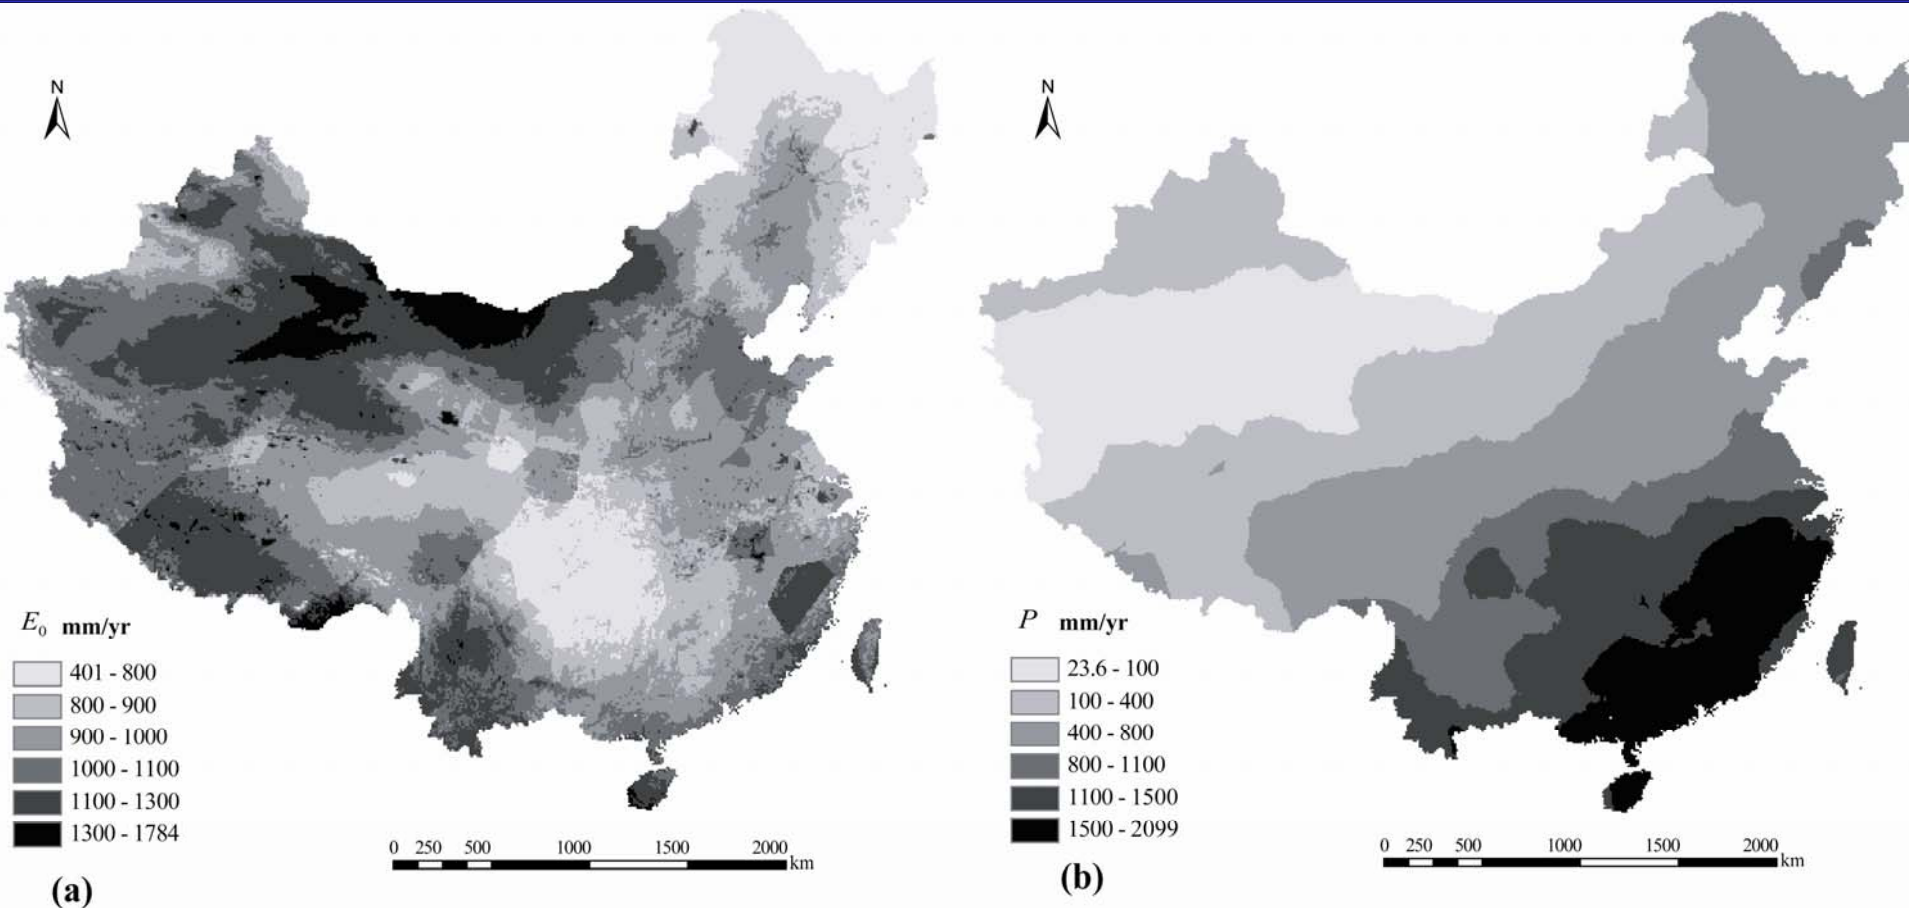 N
E₀ mm/yr
401 - 800
800 - 900
900 - 1000
1000 - 1100
1100 - 1300
1300 - 1784
0 250 500 1000 1500 2000 km
(a)
N
P mm/yr
23.6 - 100
100 - 400
400 - 800
800 - 1100
1100 - 1500
1500 - 2099
0 250 500 1000 1500 2000 km
(b)